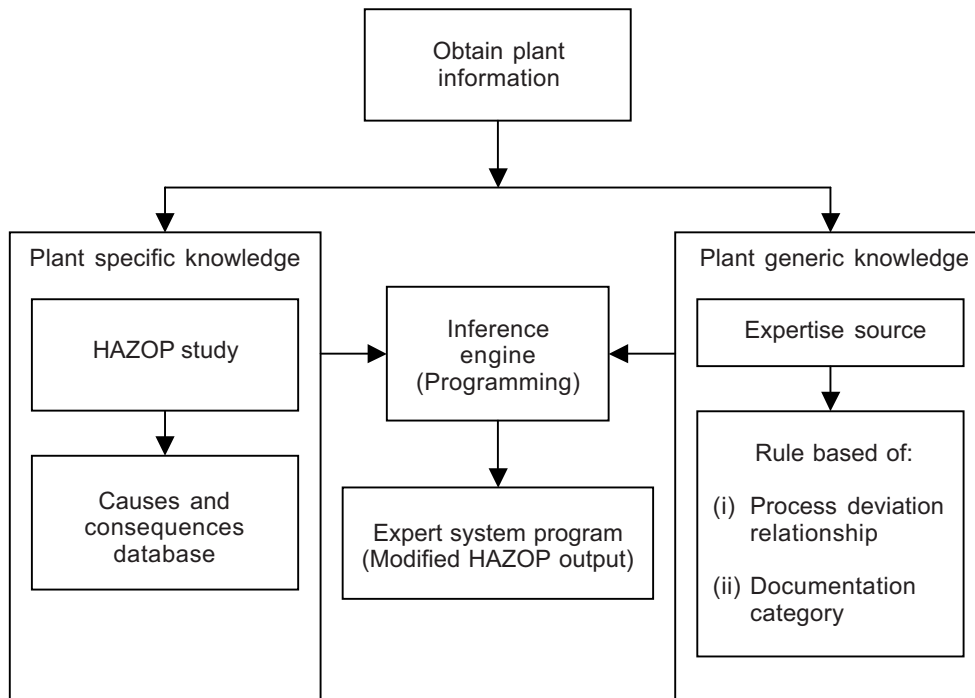 Obtain plant
information
Plant specific knowledge
HAZOP study
Causes and
consequences
database
Inference
engine
(Programming)
Expert system program
(Modified HAZOP output)
Plant generic knowledge
Expertise source
Rule based of:
(i) Process deviation
relationship
(ii) Documentation
category